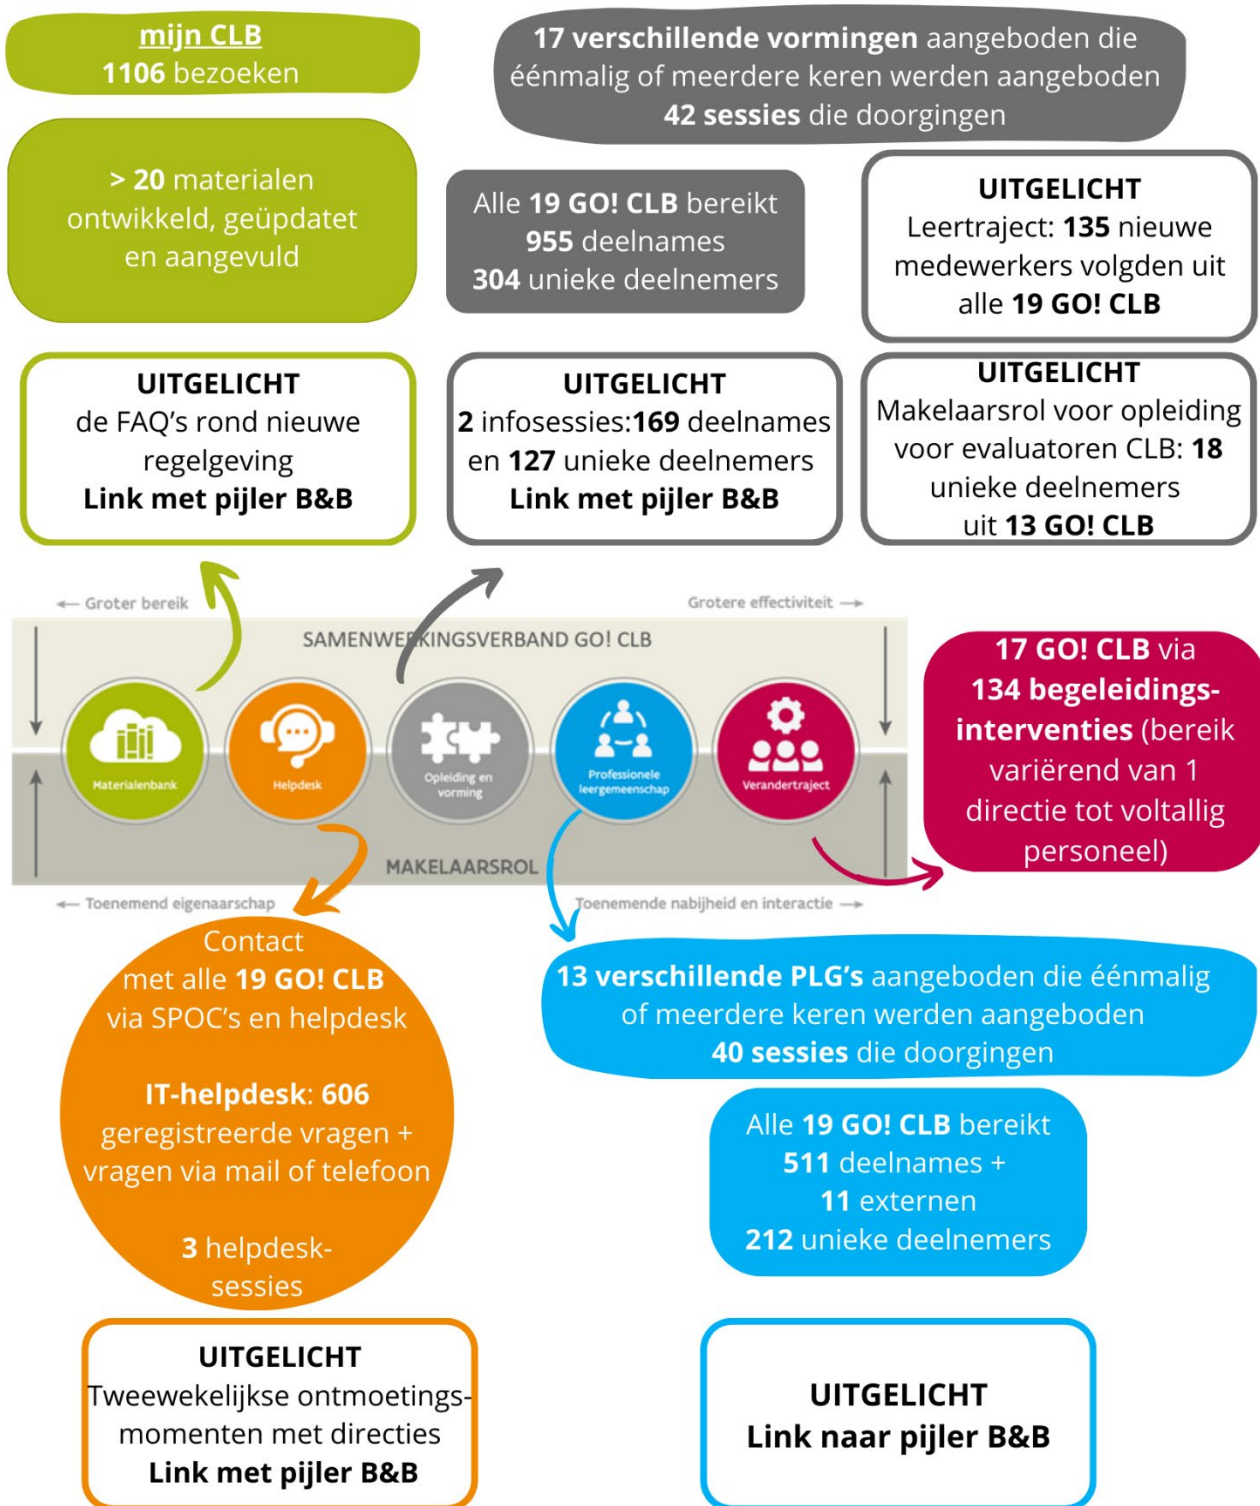 mijn CLB
1106 bezoeken
17 verschillende vormingen aangeboden die
éénmalig of meerdere keren werden aangeboden
42 sessies die doorgingen
> 20 materialen
ontwikkeld, geüpdatet
en aangevuld
Alle 19 GO! CLB bereikt
955 deelnames
304 unieke deelnemers
UITGELICHT
Leertraject: 135 nieuwe
medewerkers volgden uit
alle 19 GO! CLB
UITGELICHT
de FAQ's rond nieuwe
regelgeving
Link met pijler B&B
UITGELICHT
2 infosessies:169 deelnames
en 127 unieke deelnemers
Link met pijler B&B
UITGELICHT
Makelaarsrol voor opleiding
voor evaluatoren CLB: 18
unieke deelnemers
uit 13 GO! CLB
← Groter bereik
Grotere effectiviteit →
SAMENWERKINGSVERBAND GO! CLB
Materialenbank
Helpdesk
Opleiding en
vorming
Professionele
leergemeenschap
Verandertraject
MAKELAARSROL
← Toenemend eigenaarschap
Toenemende nabijheid en interactie →
17 GO! CLB via
134 begeleidings-
interventies (bereik
variërend van 1
directie tot voltallig
personeel)
Contact
met alle 19 GO! CLB
via SPOC's en helpdesk
IT-helpdesk: 606
geregistreerde vragen +
vragen via mail of telefoon
3 helpdesk-
sessies
13 verschillende PLG's aangeboden die éénmalig
of meerdere keren werden aangeboden
40 sessies die doorgingen
Alle 19 GO! CLB bereikt
511 deelnames +
11 externen
212 unieke deelnemers
UITGELICHT
Tweewekelijkse ontmoetings-
momenten met directies
Link met pijler B&B
UITGELICHT
Link naar pijler B&B